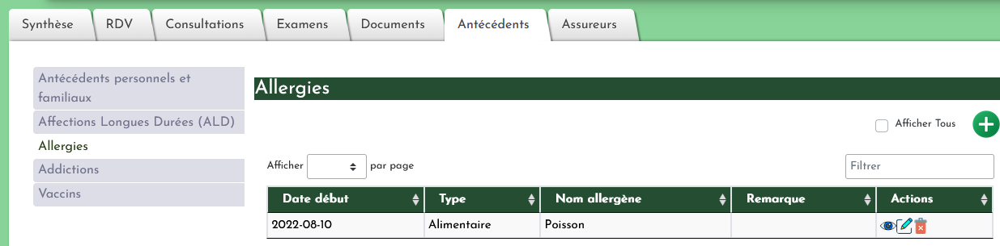 Synthèse RDV Consultations Examens Documents Antécédents Assureurs
Antécédents personnels et
familiaux
Affections Longues Durées (ALD)
Allergies
Addictions
Vaccins
Allergies
Afficher Tous
Afficher par page Filtrer
Date début Type Nom allergène Remarque Actions
2022-08-10 Alimentaire Poisson